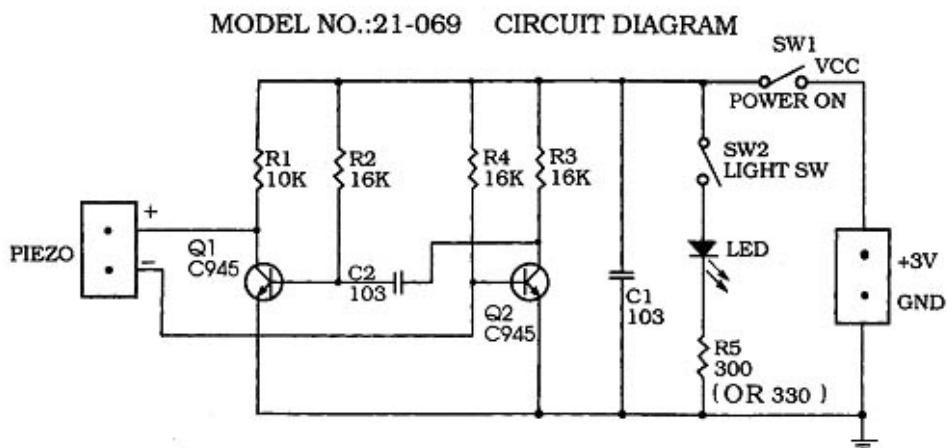 MODEL NO.:21-069 CIRCUIT DIAGRAM
SW1
VCC
POWER ON
R1
10K
R2
16K
R4
16K
R3
16K
SW2
LIGHT SW
+
PIEZO
−
Q1
C945
C2
103
Q2
C945
C1
103
LED
+3V
GND
R5
300
(OR 330 )